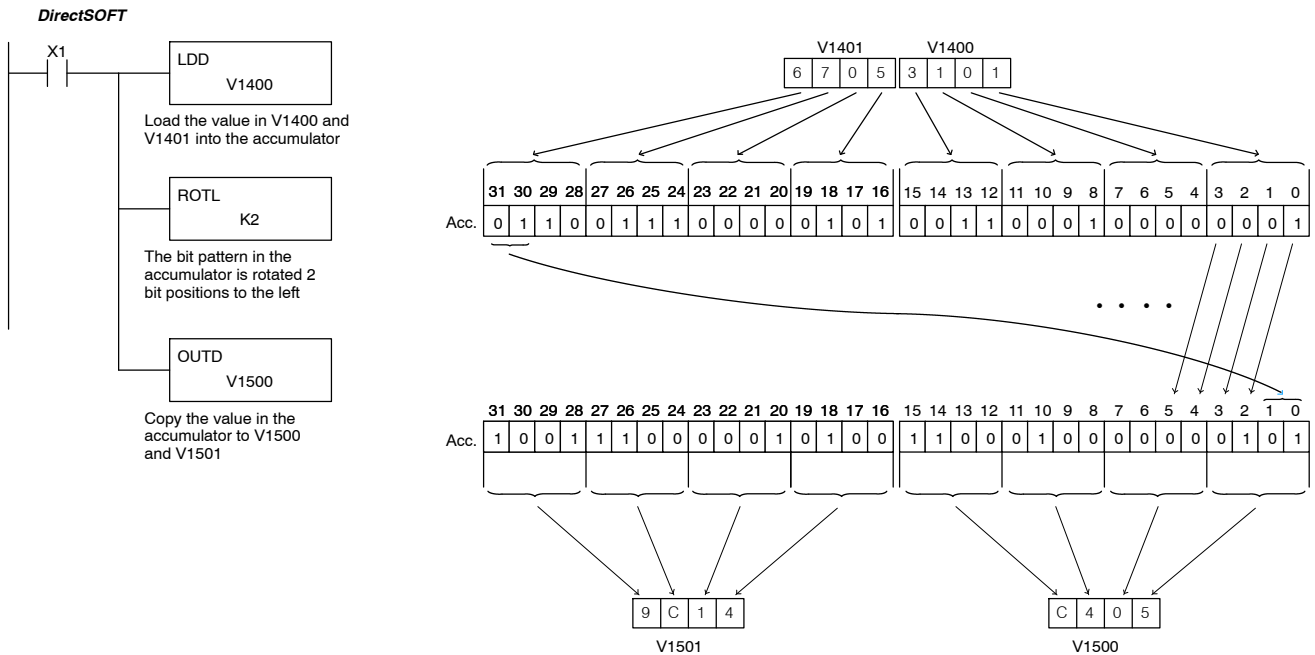 DirectSOFT
X1
LDD
V1400
Load the value in V1400 and
V1401 into the accumulator
ROTL
K2
The bit pattern in the
accumulator is rotated 2
bit positions to the left
OUTD
V1500
Copy the value in the
accumulator to V1500
and V1501
V1401 V1400
6 7 0 5 3 1 0 1
31 30 29 28 27 26 25 24 23 22 21 20 19 18 17 16 15 14 13 12 11 10 9 8 7 6 5 4 3 2 1 0
Acc. 0 1 1 0 0 1 1 1 0 0 0 0 0 1 0 1 0 0 1 1 0 0 0 1 0 0 0 0 0 0 0 1
31 30 29 28 27 26 25 24 23 22 21 20 19 18 17 16 15 14 13 12 11 10 9 8 7 6 5 4 3 2 1 0
Acc. 1 0 0 1 1 1 0 0 0 0 0 1 0 1 0 0 1 1 0 0 0 1 0 0 0 0 0 0 0 1 0 1
9 C 1 4 C 4 0 5
V1501 V1500